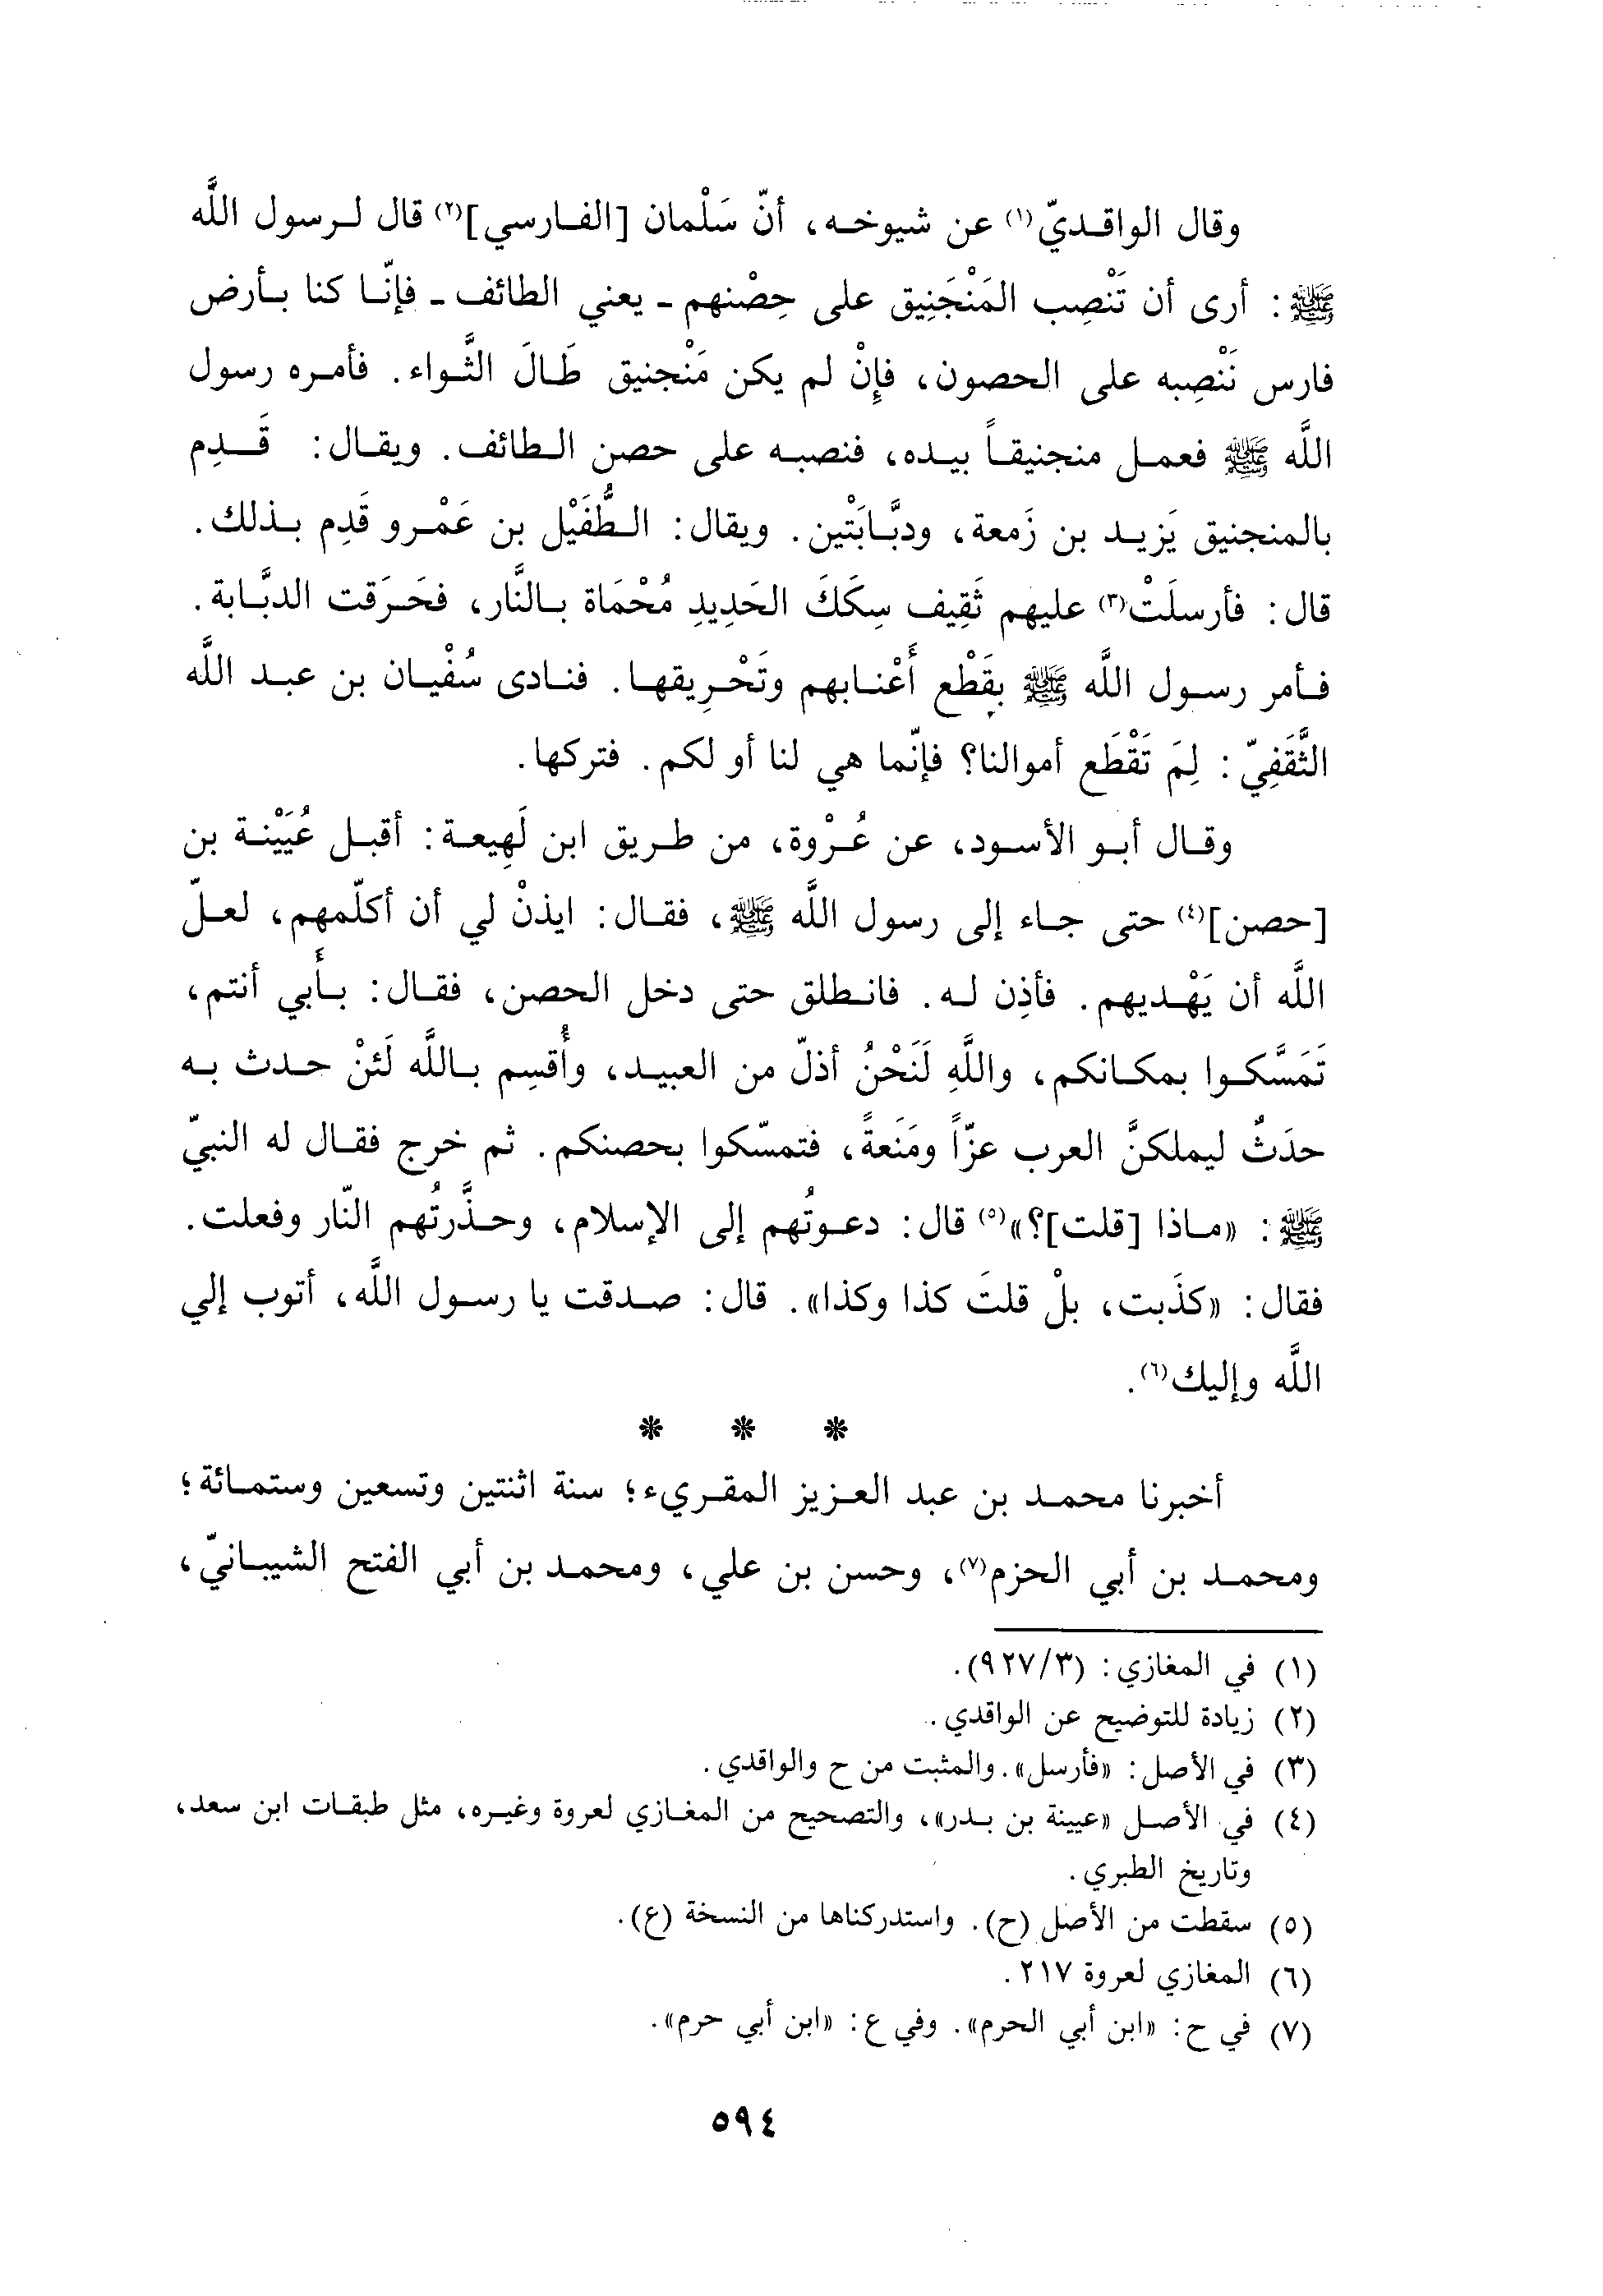 وقال الواقديّ(١) عن شيوخه، أنّ سَلْمان [الفارسي](٢) قال لرسول اللَّه
ﷺ: أرى أن تَنْصِب المَنْجَنِيق على حِصْنهم ـ يعني الطائف ـ فإنّا كنا بأرض
فارس نَنْصِبه على الحصون، فإِنْ لم يكن مَنْجنيق طَالَ الثَّواء. فأمره رسول
اللَّه ﷺ فعمل منجنيقاً بيده، فنصبه على حصن الطائف. ويقال: قَدِم
بالمنجنيق يَزيد بن زَمعة، ودبَّابَتْين. ويقال: الطُّفَيْل بن عَمْرو قَدِم بذلك.
قال: فأرسلَتْ(٣) عليهم ثَقِيف سِكَكَ الحَدِيدِ مُحْمَاة بالنَّار، فحَرَقت الدبَّابة.
فأمر رسول اللَّه ﷺ بقَطْع أَعْنابهم وتَحْرِيقها. فنادى سُفْيان بن عبد اللَّه
الثَّقَفِيّ: لِمَ تَقْطَع أموالنا؟ فإنّما هي لنا أو لكم. فتركها.
وقال أبو الأسود، عن عُرْوة، من طريق ابن لَهِيعة: أقبل عُيَيْنة بن
[حصن](٤) حتى جاء إلى رسول اللَّه ﷺ، فقال: ايذنْ لي أن أكلّمهم، لعلّ
اللَّه أن يَهْديهم. فأذِن له. فانطلق حتى دخل الحصن، فقال: بأَبي أنتم،
تَمَسَّكوا بمكانكم، واللَّهِ لَنَحْنُ أذلّ من العبيد، وأُقسِم باللَّه لَئنْ حدث به
حدَثٌ ليملكنَّ العرب عزّاً ومَنَعةً، فتمسّكوا بحصنكم. ثم خرج فقال له النبيّ
ﷺ: «ماذا [قلت]؟»(٥) قال: دعوتُهم إلى الإسلام، وحذَّرتُهم النّار وفعلت.
فقال: «كذَبت، بلْ قلتَ كذا وكذا». قال: صدقت يا رسول اللَّه، أتوب إلي
اللَّه وإليك(٦).
* * *
أخبرنا محمد بن عبد العزيز المقريء؛ سنة اثنتين وتسعين وستمائة؛
ومحمد بن أبي الحزم(٧)، وحسن بن علي، ومحمد بن أبي الفتح الشيبانيّ،
(١) في المغازي: (٩٢٧/٣).
(٢) زيادة للتوضيح عن الواقدي.
(٣) في الأصل: «فأرسل». والمثبت من ح والواقدي.
(٤) في الأصل «عيينة بن بدر»، والتصحيح من المغازي لعروة وغيره، مثل طبقات ابن سعد،
وتاريخ الطبري.
(٥) سقطت من الأصل (ح). واستدركناها من النسخة (ع).
(٦) المغازي لعروة ٢١٧.
(٧) في ح: «ابن أبي الحرم». وفي ع: «ابن أبي حرم».
٥٩٤